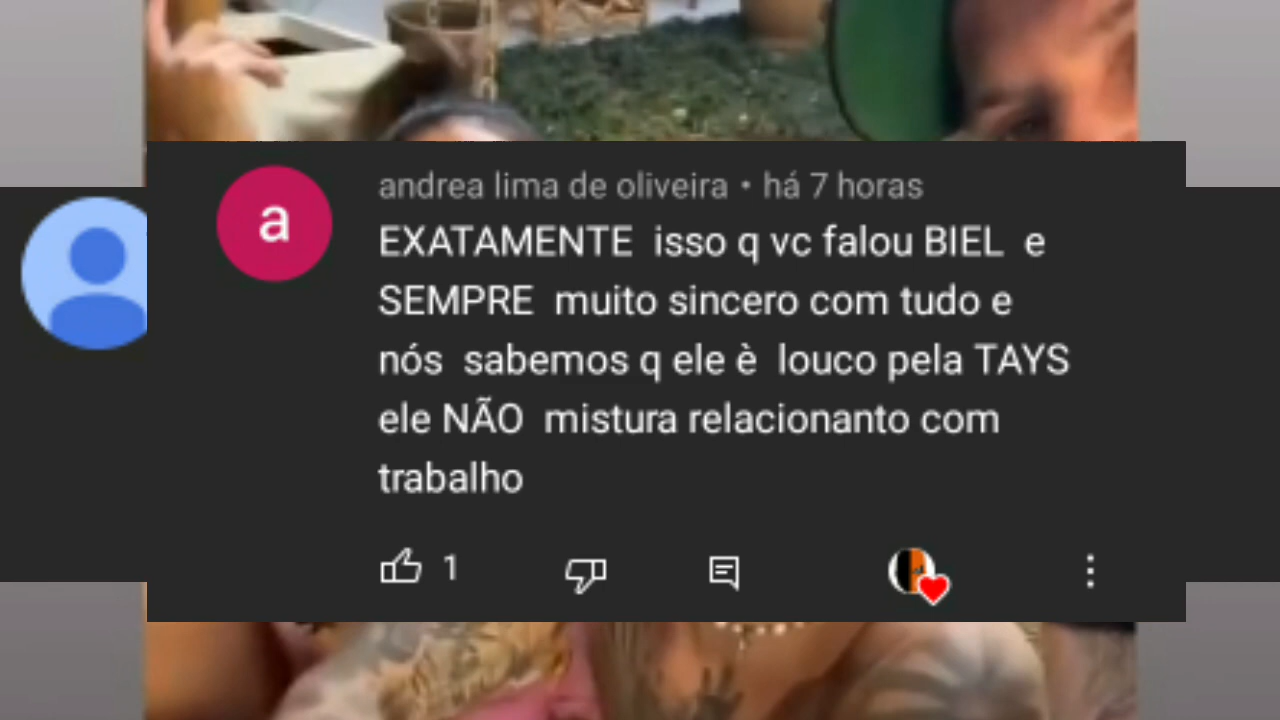 a
andrea lima de oliveira • há 7 horas
EXATAMENTE isso q vc falou BIEL e
SEMPRE muito sincero com tudo e
nós sabemos q ele è louco pela TAYS
ele NÃO mistura relacionanto com
trabalho
1